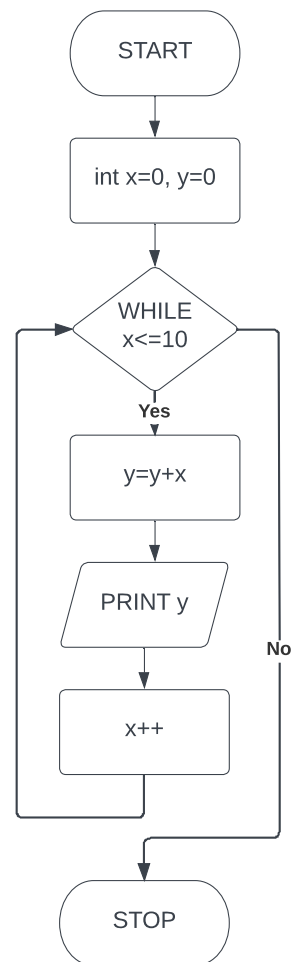 START
int x=0, y=0
WHILE
x<=10
Yes
y=y+x
PRINT y
No
x++
STOP